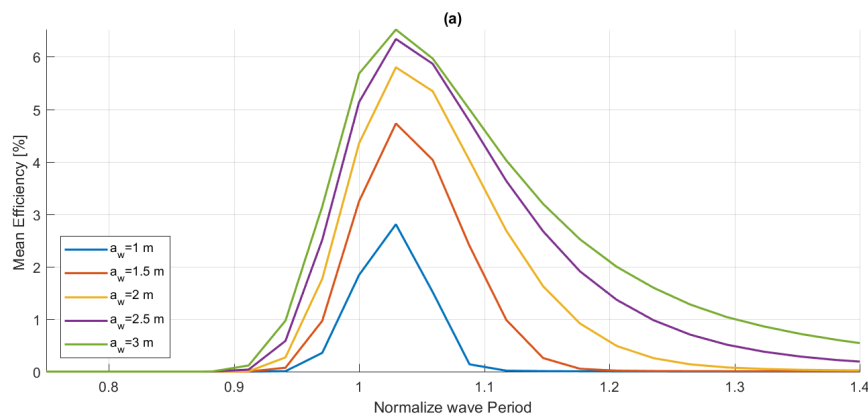 (a)
Mean Efficiency [%]
6
5
4
3
2
1
0
a_w=1 m
a_w=1.5 m
a_w=2 m
a_w=2.5 m
a_w=3 m
0.8 0.9 1 1.1 1.2 1.3 1.4
Normalize wave Period